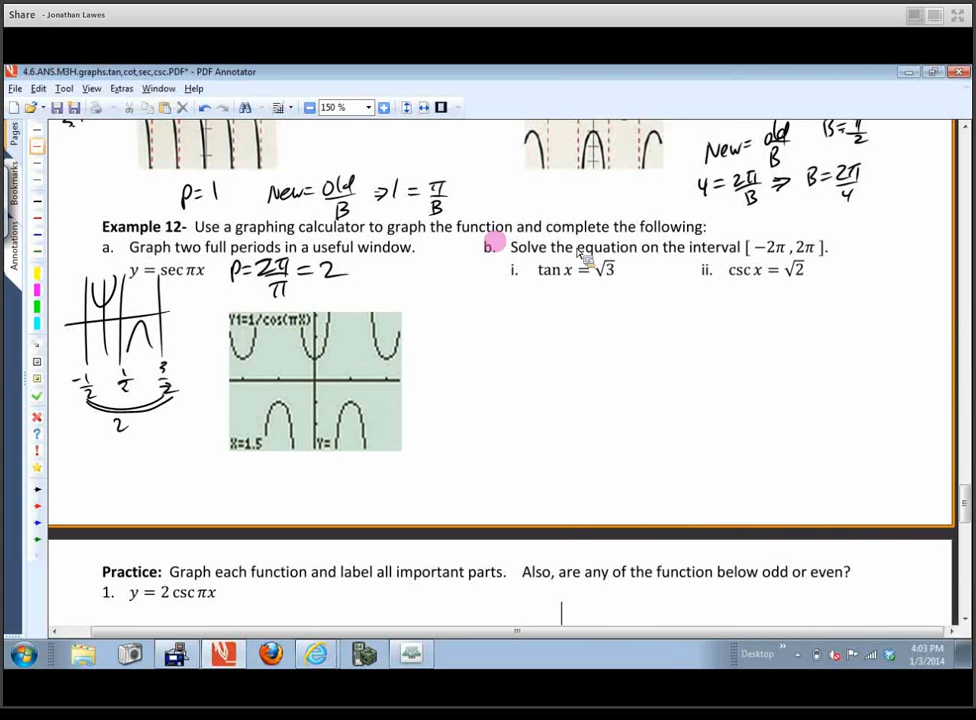 Share - Jonathan Lawes
4.6.ANS.M3H.graphs.tan,cot,sec,csc.PDF* - PDF Annotator
File Edit Tool View Extras Window Help
150 %
Pages
Bookmarks
Annotations
P=1 New= Old/B ⇒ 1 = π/B
New= old/B B=π/2
4 = 2π/B ⇒ B= 2π/4
Example 12- Use a graphing calculator to graph the function and complete the following:
a. Graph two full periods in a useful window.
y = sec πx P= 2π/π = 2
-1/2 1/2 3/2
2
Y1=1/cos(πX)
X=1.5 Y=
b. Solve the equation on the interval [ −2π , 2π ].
i. tan x = √3 ii. csc x = √2
Practice: Graph each function and label all important parts. Also, are any of the function below odd or even?
1. y = 2 csc πx
Desktop
4:03 PM
1/3/2014